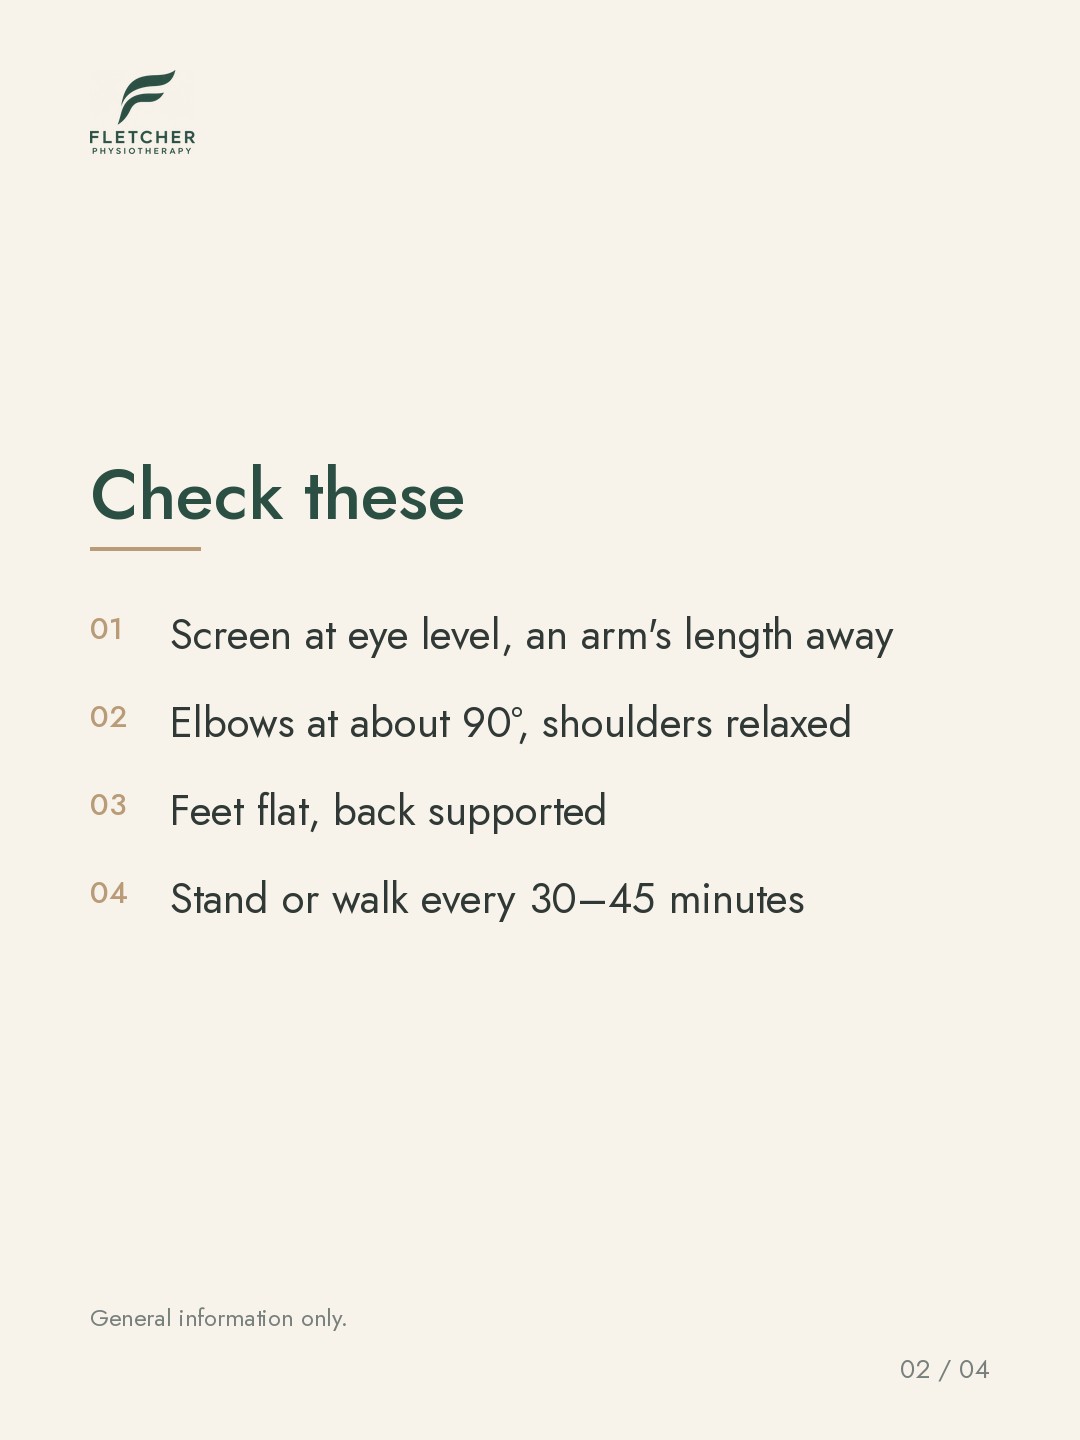 FLETCHER
PHYSIOTHERAPY
Check these
01 Screen at eye level, an arm's length away
02 Elbows at about 90°, shoulders relaxed
03 Feet flat, back supported
04 Stand or walk every 30–45 minutes
General information only.
02 / 04